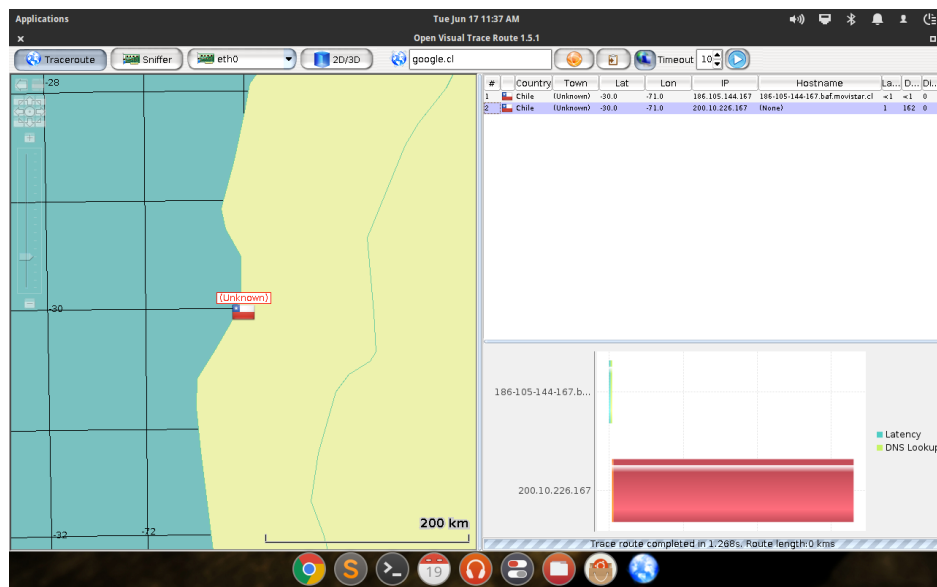 Applications
Tue Jun 17 11:37 AM
x
Open Visual Trace Route 1.5.1
Traceroute
Sniffer
eth0
2D/3D
google.cl
Timeout
10
# Country Town Lat Lon IP Hostname La... D... Di...
1 Chile (Unknown) -30.0 -71.0 186.105.144.167 186-105-144-167.baf.movistar.cl <1 <1 0
2 Chile (Unknown) -30.0 -71.0 200.10.226.167 (None) 1 162 0
-28
(Unknown)
-30
-32
-72
200 km
186-105-144-167.b...
200.10.226.167
Latency
DNS Lookup
Trace route completed in 1.268s. Route length:0 kms
S
19